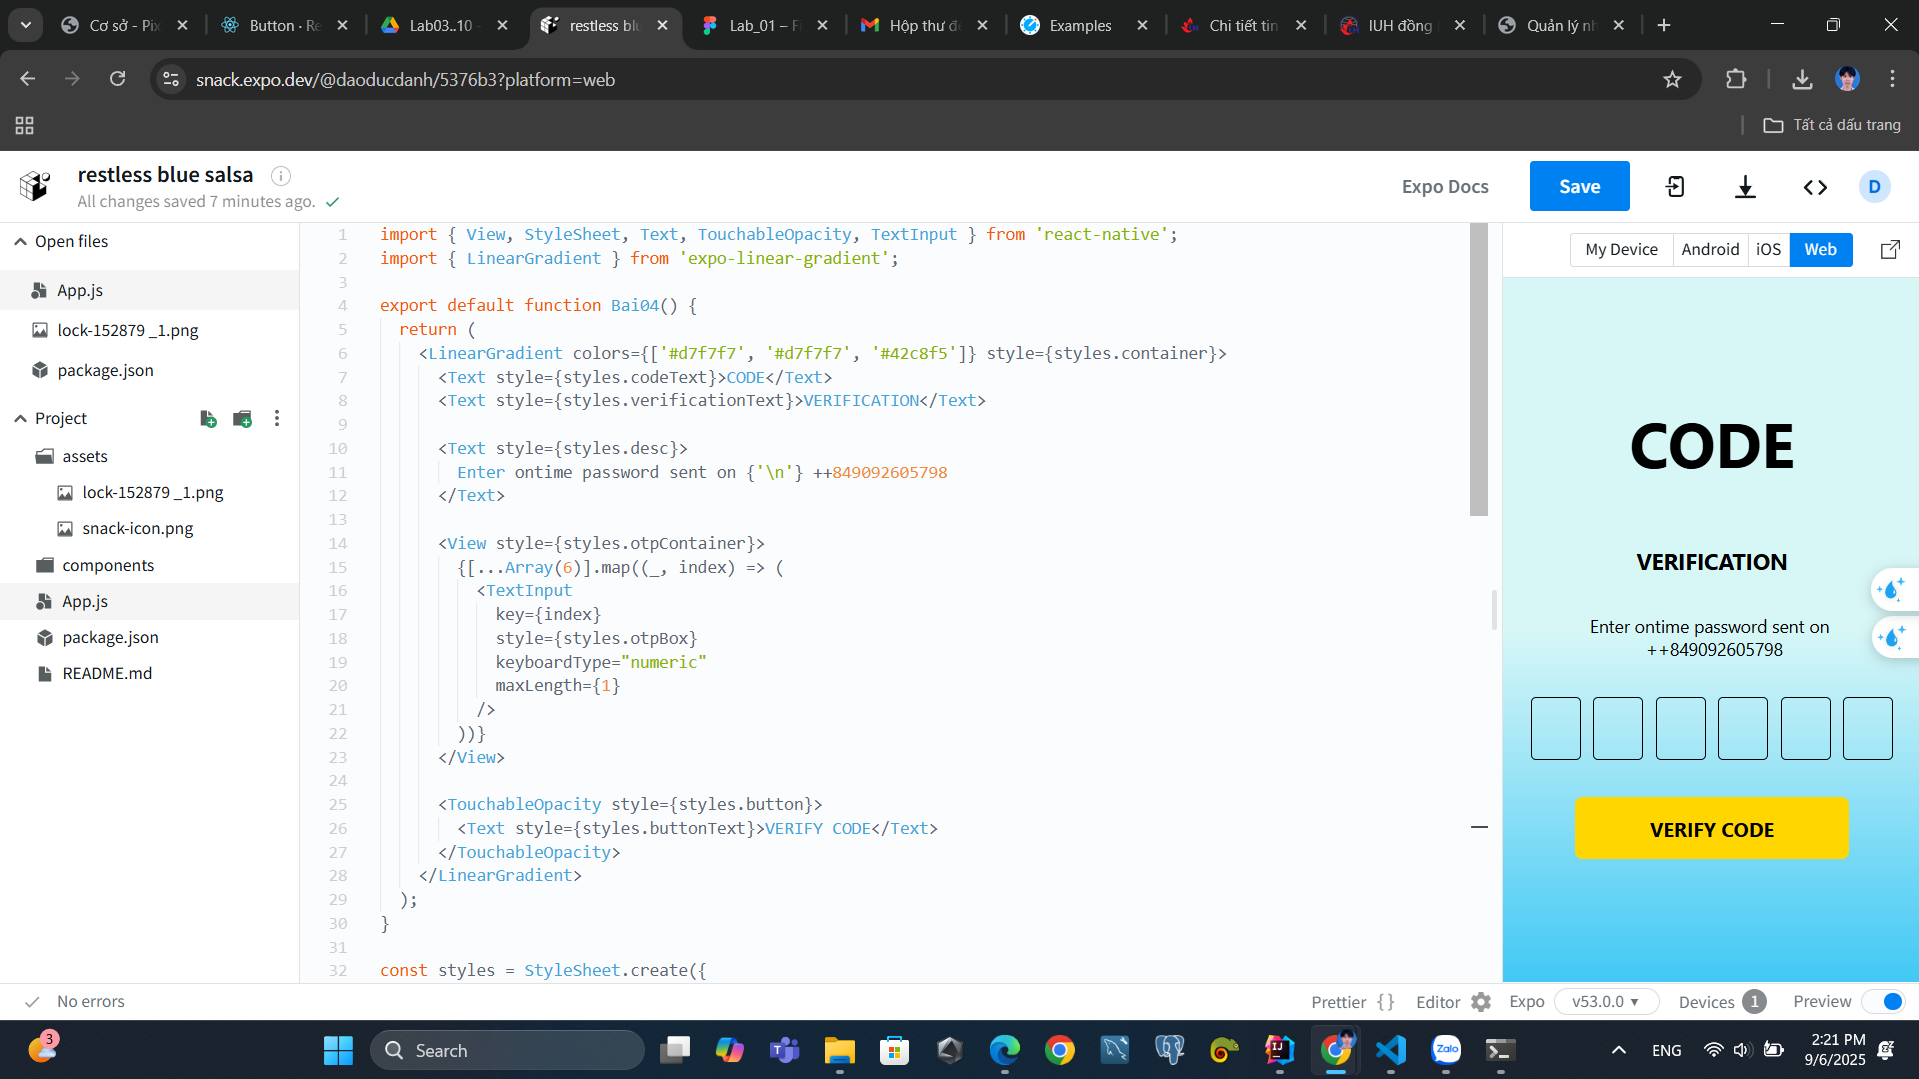 Cơ sở - Pix
Button · Re
Lab03..10 -
restless blu
Lab_01 – Fi
Hộp thư đế
Examples
Chi tiết tin
IUH đồng
Quản lý nh
snack.expo.dev/@daoducdanh/5376b3?platform=web
Tất cả dấu trang
restless blue salsa
All changes saved 7 minutes ago.
Expo Docs
Save
D
Open files
App.js
lock-152879 _1.png
package.json
Project
assets
lock-152879 _1.png
snack-icon.png
components
App.js
package.json
README.md
1 import { View, StyleSheet, Text, TouchableOpacity, TextInput } from 'react-native';
2 import { LinearGradient } from 'expo-linear-gradient';
3
4 export default function Bai04() {
5 return (
6 <LinearGradient colors={['#d7f7f7', '#d7f7f7', '#42c8f5']} style={styles.container}>
7 <Text style={styles.codeText}>CODE</Text>
8 <Text style={styles.verificationText}>VERIFICATION</Text>
9
10 <Text style={styles.desc}>
11 Enter ontime password sent on {'\n'} ++849092605798
12 </Text>
13
14 <View style={styles.otpContainer}>
15 {[...Array(6)].map((_, index) => (
16 <TextInput
17 key={index}
18 style={styles.otpBox}
19 keyboardType="numeric"
20 maxLength={1}
21 />
22 ))}
23 </View>
24
25 <TouchableOpacity style={styles.button}>
26 <Text style={styles.buttonText}>VERIFY CODE</Text>
27 </TouchableOpacity>
28 </LinearGradient>
29 );
30 }
31
32 const styles = StyleSheet.create({
My Device
Android
iOS
Web
CODE
VERIFICATION
Enter ontime password sent on
++849092605798
VERIFY CODE
No errors
Prettier { }
Editor
Expo
v53.0.0
Devices 1
Preview
3
Search
Zalo
ENG
2:21 PM
9/6/2025